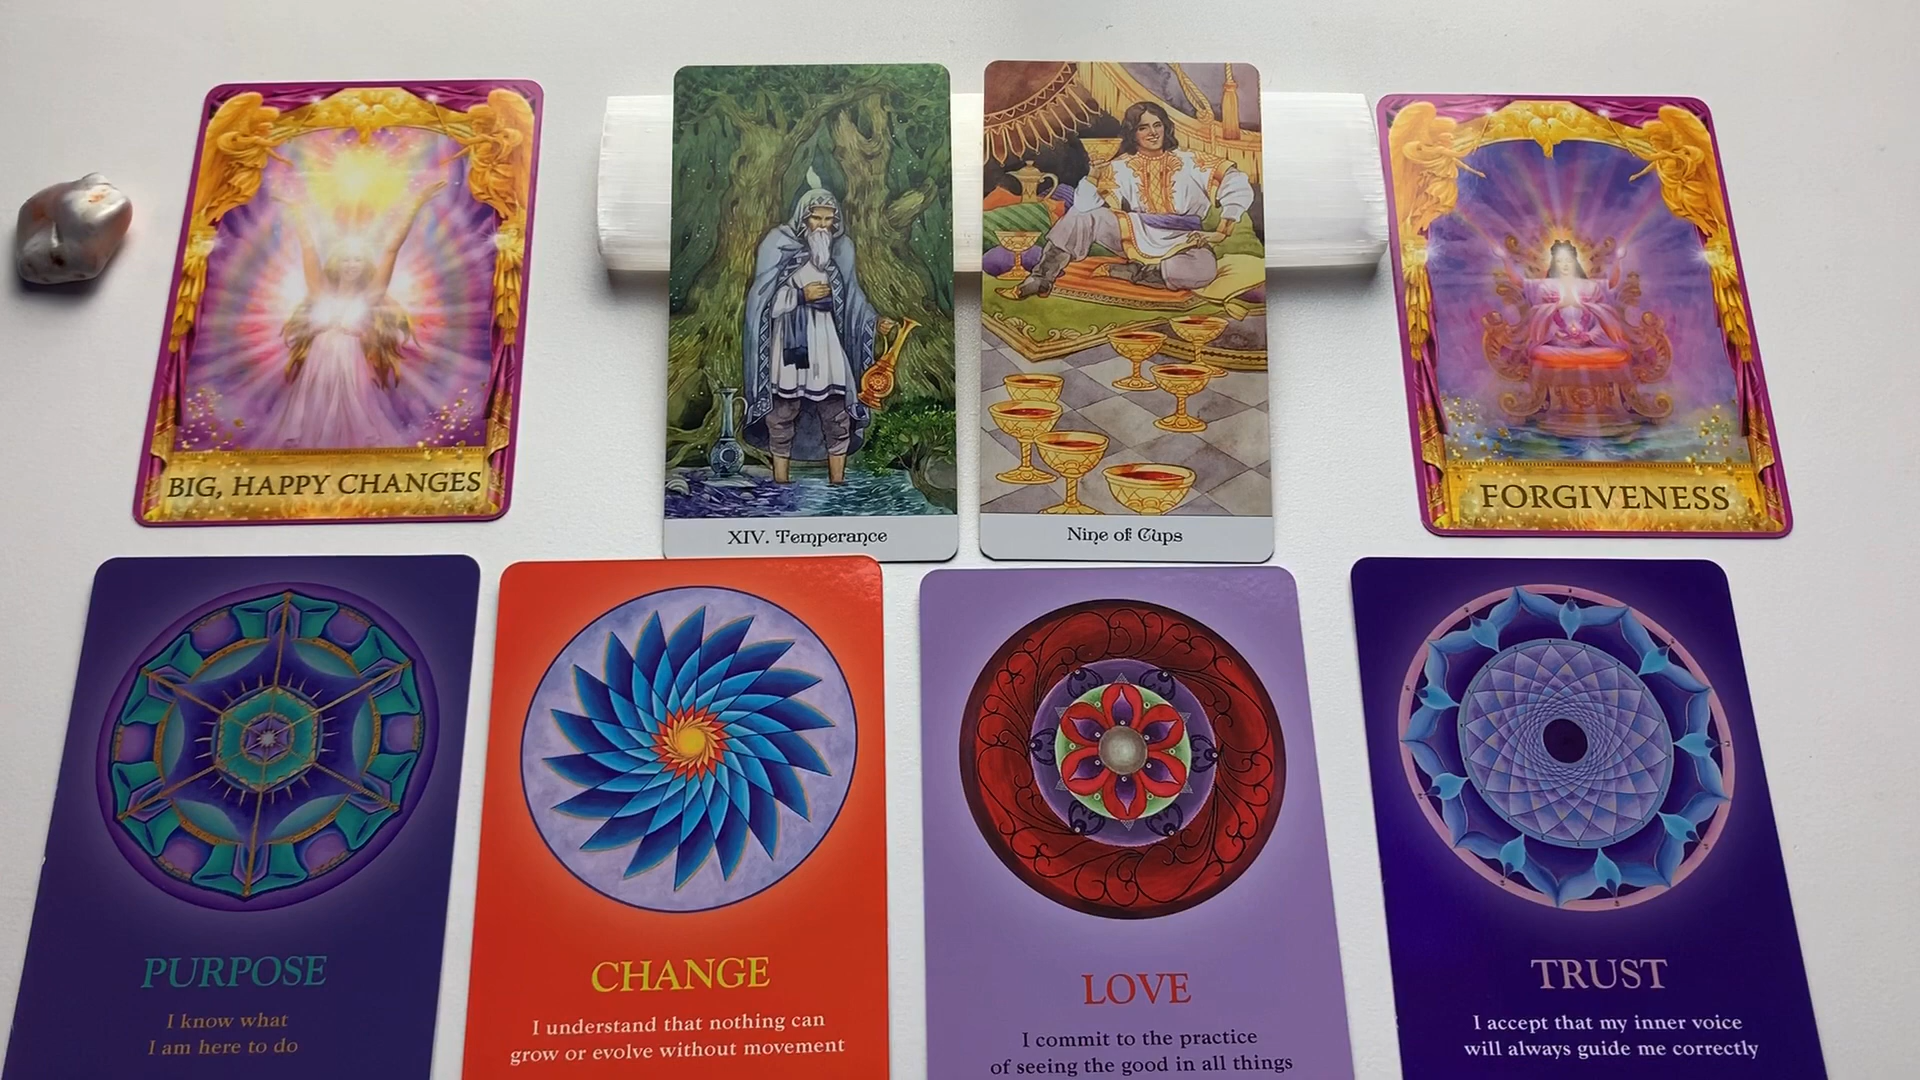 BIG, HAPPY CHANGES
XIV. Temperance
Nine of Cups
FORGIVENESS
PURPOSE
I know what
I am here to do
CHANGE
I understand that nothing can
grow or evolve without movement
LOVE
I commit to the practice
of seeing the good in all things
TRUST
I accept that my inner voice
will always guide me correctly